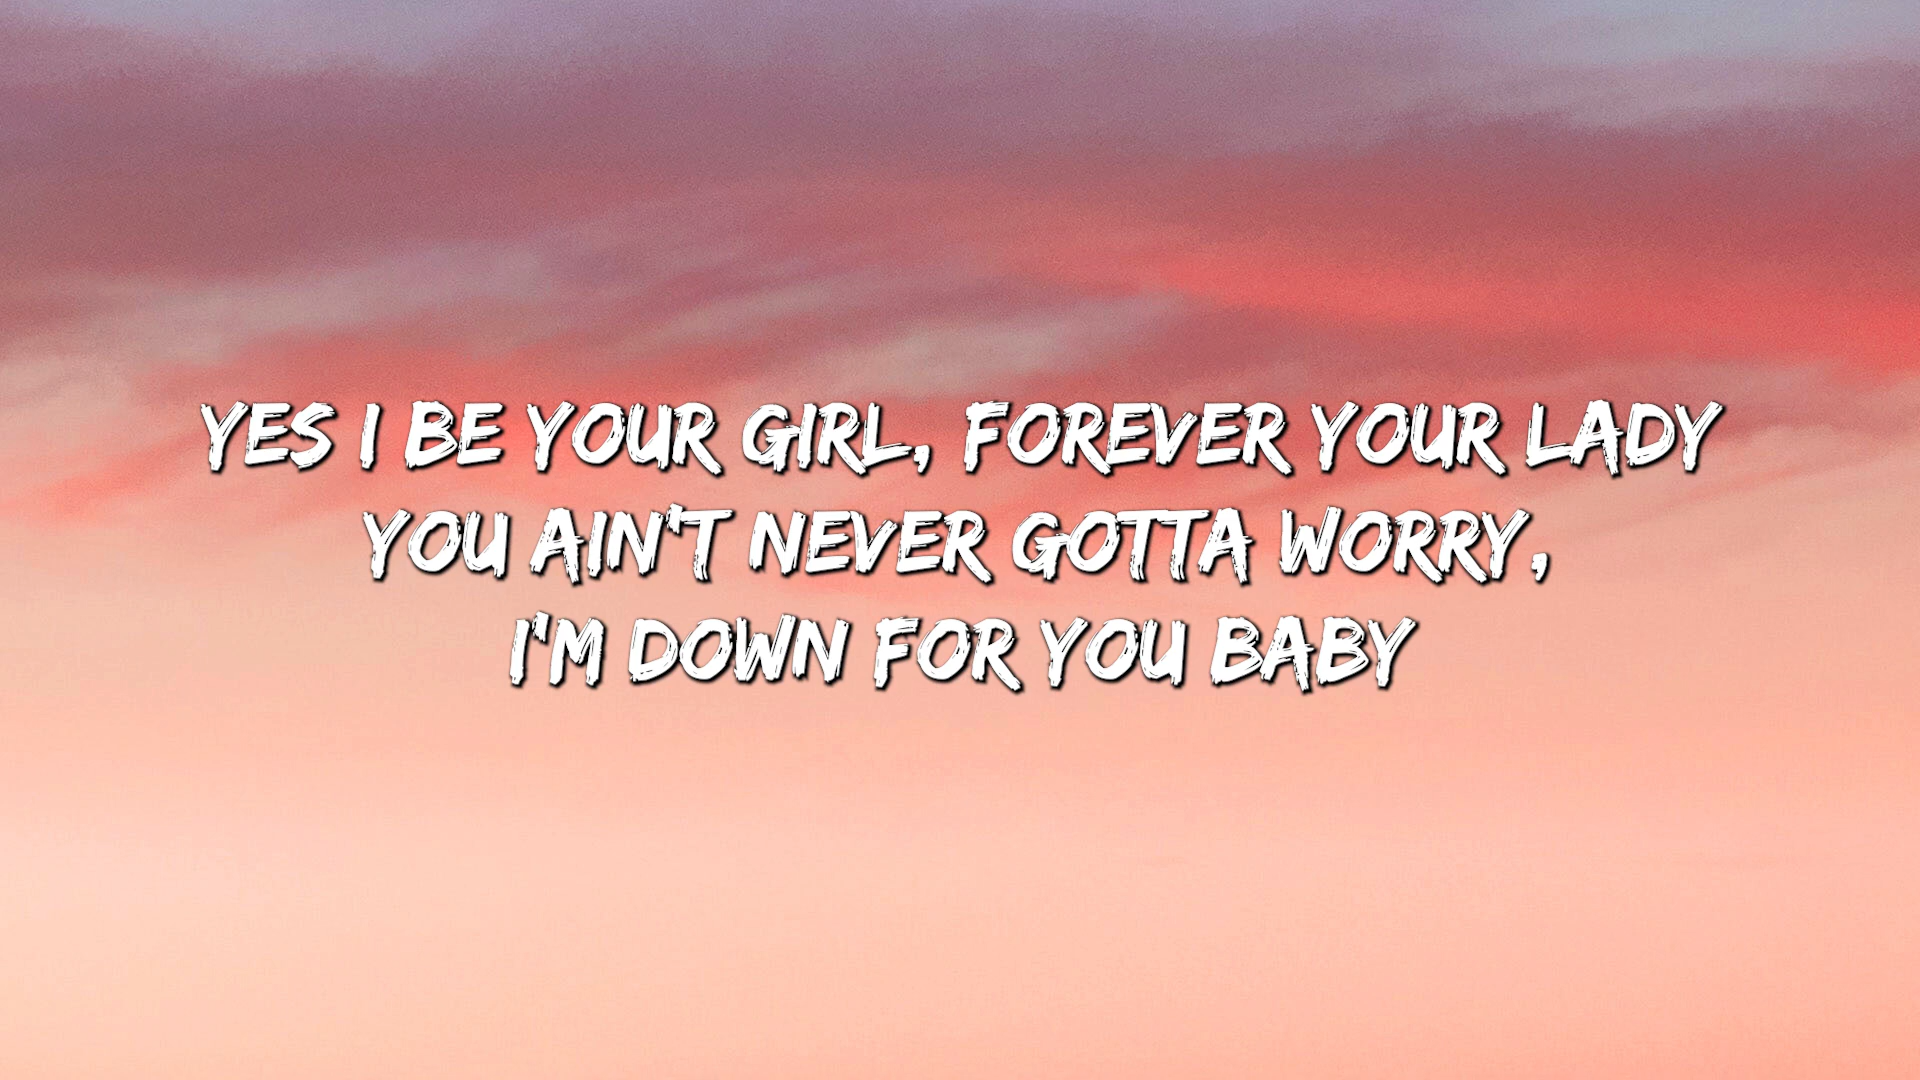 YES I BE YOUR GIRL, FOREVER YOUR LADY
YOU AIN'T NEVER GOTTA WORRY,
I'M DOWN FOR YOU BABY